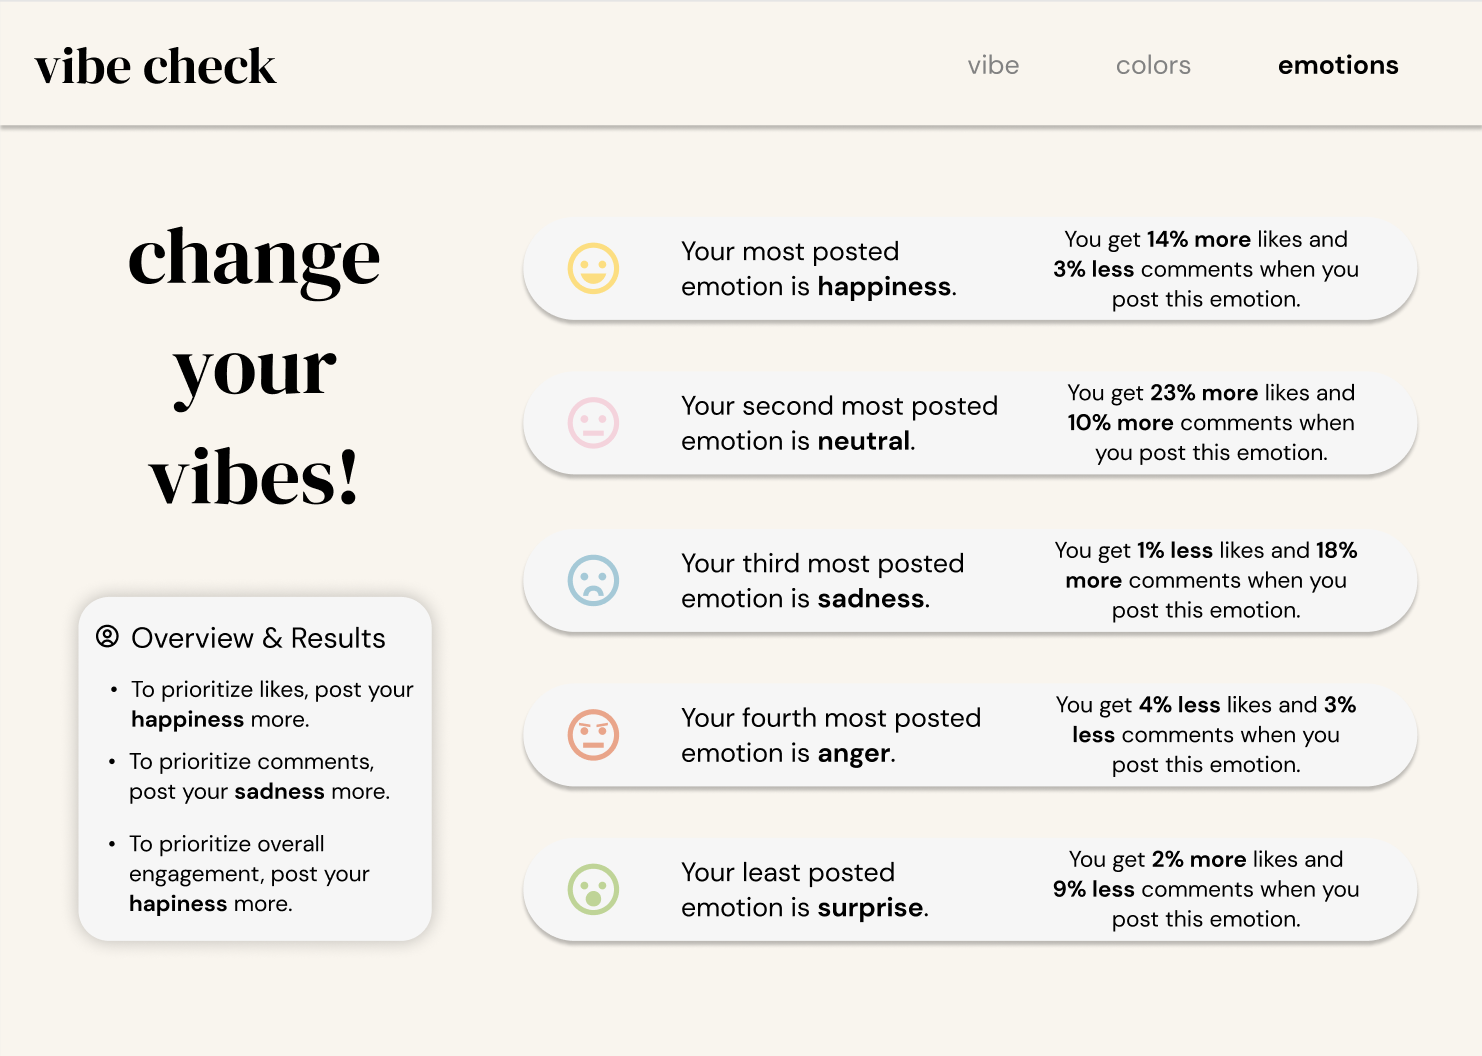 vibe check
vibe
colors
emotions
change
your
vibes!
Overview & Results
• To prioritize likes, post your
happiness more.
• To prioritize comments,
post your sadness more.
• To prioritize overall
engagement, post your
hapiness more.
Your most posted
emotion is happiness.
You get 14% more likes and
3% less comments when you
post this emotion.
Your second most posted
emotion is neutral.
You get 23% more likes and
10% more comments when
you post this emotion.
Your third most posted
emotion is sadness.
You get 1% less likes and 18%
more comments when you
post this emotion.
Your fourth most posted
emotion is anger.
You get 4% less likes and 3%
less comments when you
post this emotion.
Your least posted
emotion is surprise.
You get 2% more likes and
9% less comments when you
post this emotion.